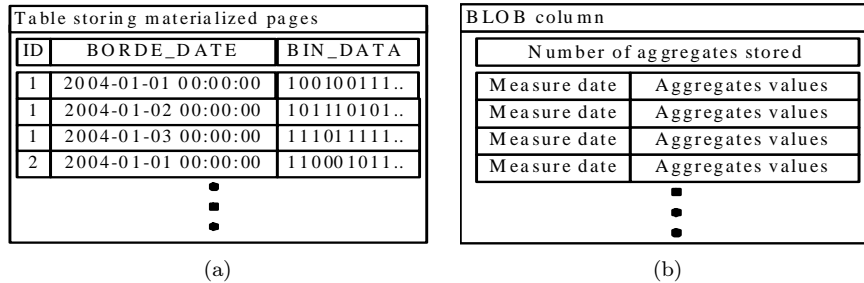 Table storing materialized pages
ID BORDE_DATE BIN_DATA
1 2004-01-01 00:00:00 100100111..
1 2004-01-02 00:00:00 101110101..
1 2004-01-03 00:00:00 111011111..
2 2004-01-01 00:00:00 110001011..
(a)
BLOB column
Number of aggregates stored
Measure date Aggregates values
Measure date Aggregates values
Measure date Aggregates values
Measure date Aggregates values
(b)